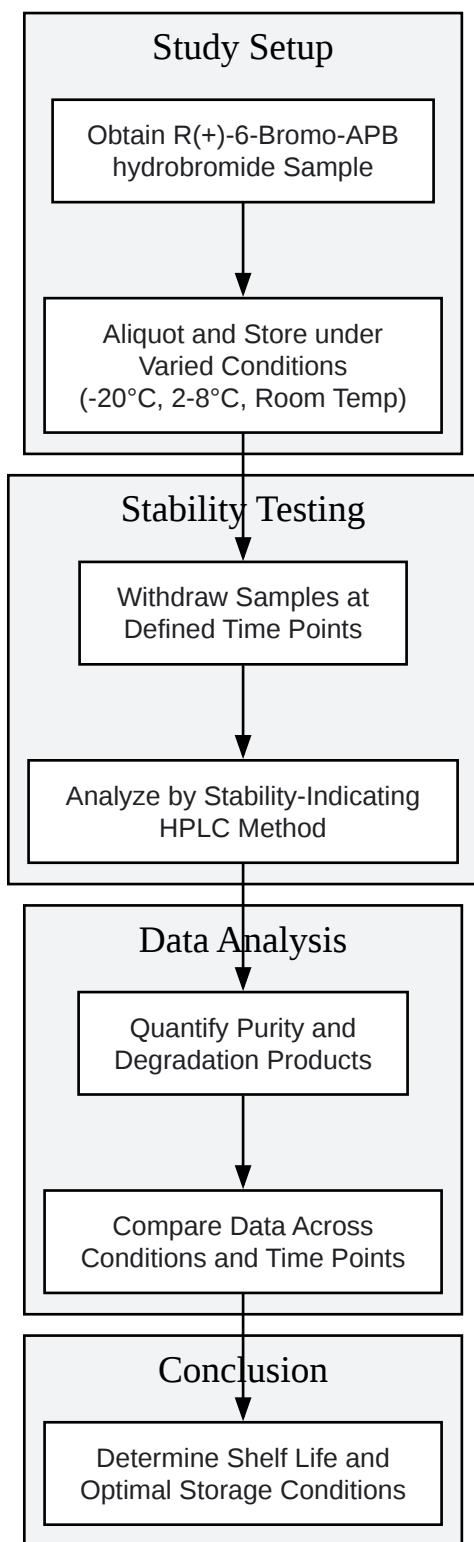 Study Setup
Obtain R(+)-6-Bromo-APB
hydrobromide Sample
Aliquot and Store under
Varied Conditions
(-20°C, 2-8°C, Room Temp)
Stability Testing
Withdraw Samples at
Defined Time Points
Analyze by Stability-Indicating
HPLC Method
Data Analysis
Quantify Purity and
Degradation Products
Compare Data Across
Conditions and Time Points
Conclusion
Determine Shelf Life and
Optimal Storage Conditions